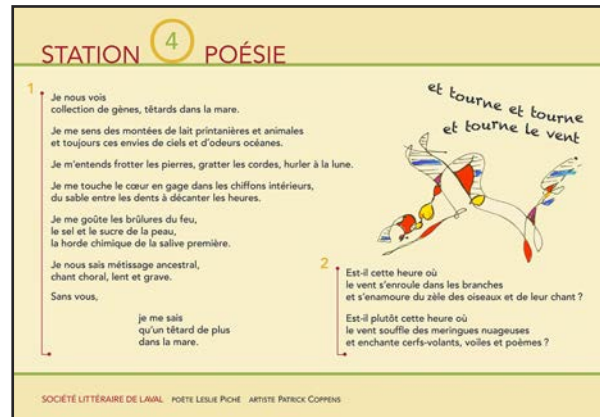 STATION 4 POÉSIE
1
Je nous vois
collection de gènes, têtards dans la mare.
Je me sens des montées de lait printanières et animales
et toujours ces envies de ciels et d'odeurs océanes.
Je m'entends frotter les pierres, gratter les cordes, hurler à la lune.
Je me touche le cœur en gage dans les chiffons intérieurs,
du sable entre les dents à décanter les heures.
Je me goûte les brûlures du feu,
le sel et le sucre de la peau,
la horde chimique de la salive première.
Je nous sais métissage ancestral,
chant choral, lent et grave.
Sans vous,
je me sais
qu'un têtard de plus
dans la mare.
et tourne et tourne
et tourne le vent
2
Est-il cette heure où
le vent s'enroule dans les branches
et s'enamoure du zèle des oiseaux et de leur chant ?
Est-il plutôt cette heure où
le vent souffle des meringues nuageuses
et enchante cerfs-volants, voiles et poèmes ?
SOCIÉTÉ LITTÉRAIRE DE LAVAL POÈTE LESLIE PICHÉ ARTISTE PATRICK COPPENS